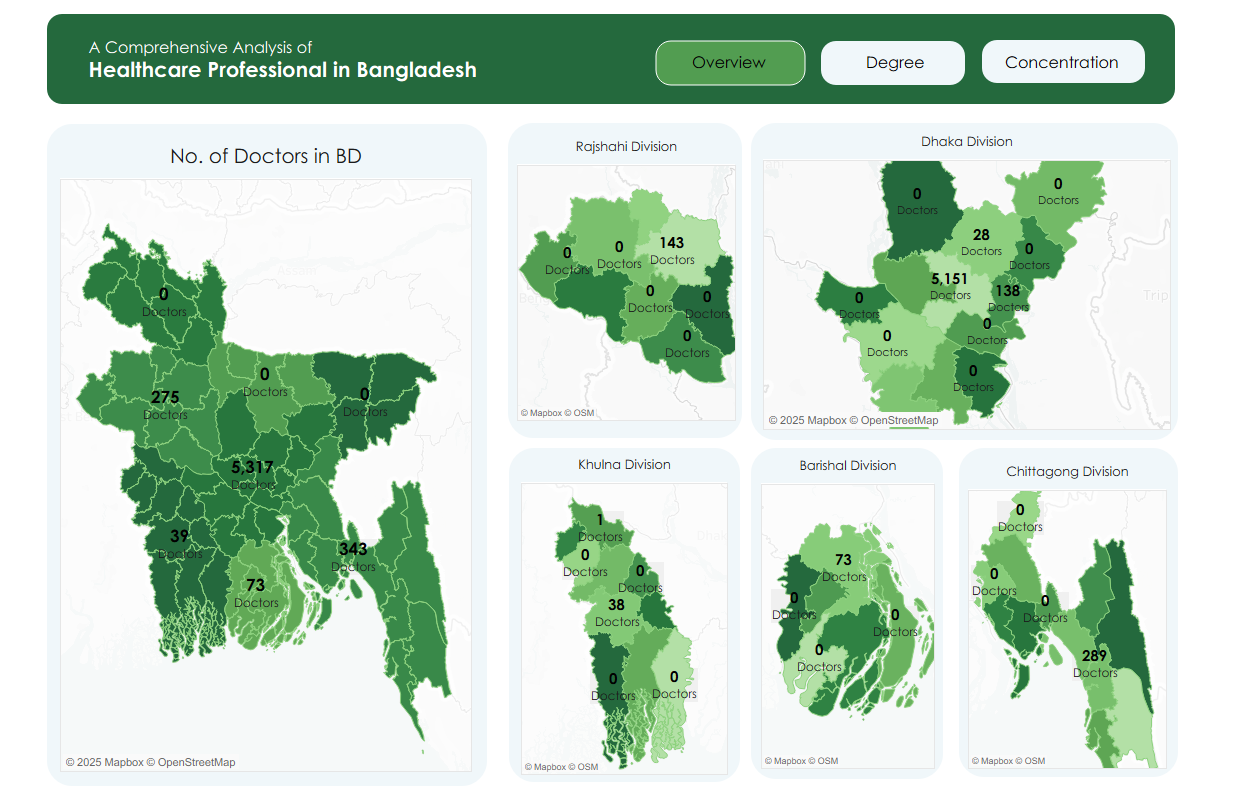 A Comprehensive Analysis of
Healthcare Professional in Bangladesh
Overview
Degree
Concentration
No. of Doctors in BD
0
Doctors
275
Doctors
0
Doctors
0
Doctors
5,317
Doctors
39
Doctors
343
Doctors
73
Doctors
© 2025 Mapbox © OpenStreetMap
Rajshahi Division
0
Doctors
0
Doctors
143
Doctors
0
Doctors
0
Doctors
0
Doctors
© Mapbox © OSM
Dhaka Division
0
Doctors
0
Doctors
28
Doctors
0
Doctors
5,151
Doctors
138
Doctors
0
Doctors
0
Doctors
0
Doctors
0
Doctors
Trip
© 2025 Mapbox © OpenStreetMap
Khulna Division
1
Doctors
0
Doctors
0
Doctors
38
Doctors
0
Doctors
0
Doctors
© Mapbox © OSM
Barishal Division
73
Doctors
0
Doctors
0
Doctors
0
Doctors
© Mapbox © OSM
Chittagong Division
0
Doctors
0
Doctors
0
Doctors
289
Doctors
© Mapbox © OSM